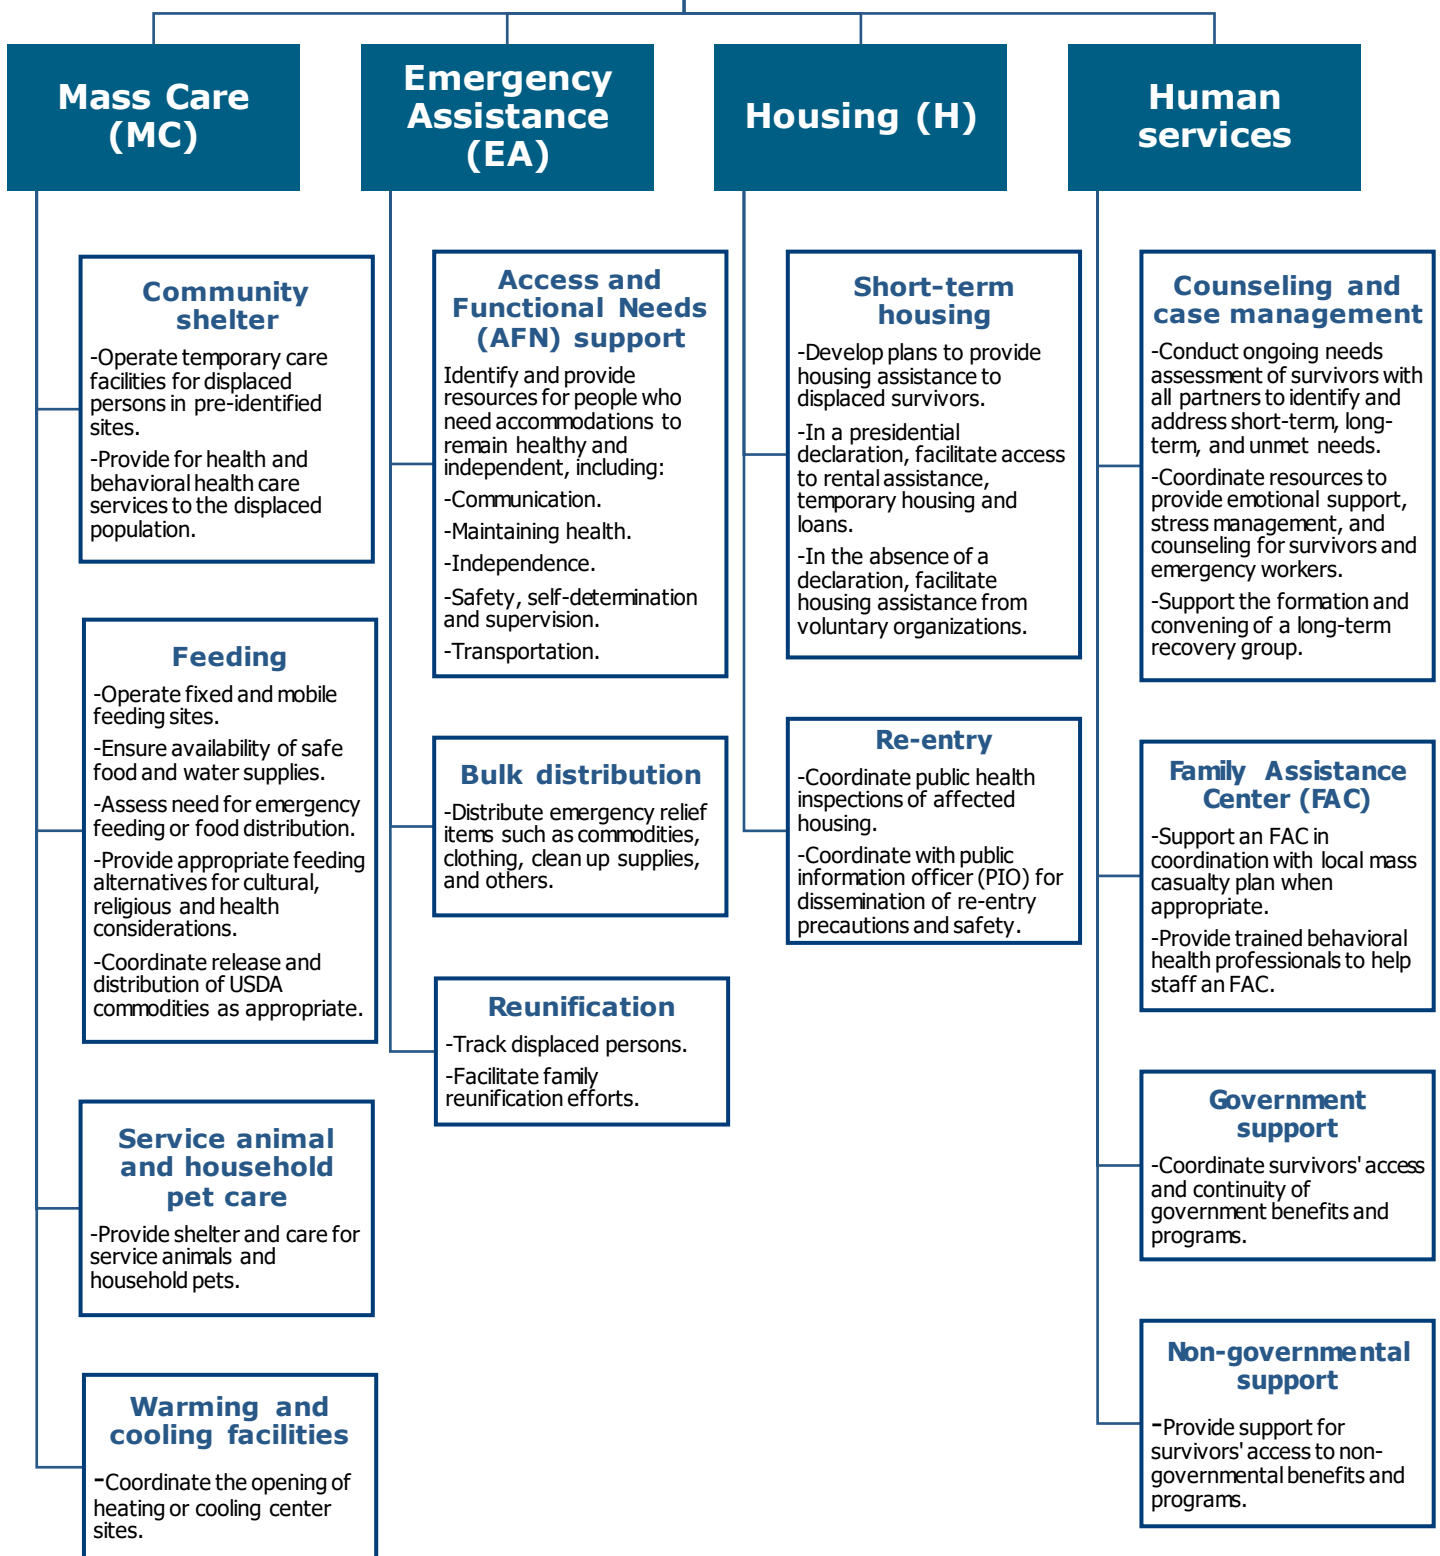 Mass Care
(MC)
Community
shelter
-Operate temporary care
facilities for displaced
persons in pre-identified
sites.
-Provide for health and
behavioral health care
services to the displaced
population.
Feeding
-Operate fixed and mobile
feeding sites.
-Ensure availability of safe
food and water supplies.
-Assess need for emergency
feeding or food distribution.
-Provide appropriate feeding
alternatives for cultural,
religious and health
considerations.
-Coordinate release and
distribution of USDA
commodities as appropriate.
Service animal
and household
pet care
-Provide shelter and care for
service animals and
household pets.
Warming and
cooling facilities
-Coordinate the opening of
heating or cooling center
sites.
Emergency
Assistance
(EA)
Access and
Functional Needs
(AFN) support
Identify and provide
resources for people who
need accommodations to
remain healthy and
independent, including:
-Communication.
-Maintaining health.
-Independence.
-Safety, self-determination
and supervision.
-Transportation.
Bulk distribution
-Distribute emergency relief
items such as commodities,
clothing, clean up supplies,
and others.
Reunification
-Track displaced persons.
-Facilitate family
reunification efforts.
Housing (H)
Short-term
housing
-Develop plans to provide
housing assistance to
displaced survivors.
-In a presidential
declaration, facilitate access
to rental assistance,
temporary housing and
loans.
-In the absence of a
declaration, facilitate
housing assistance from
voluntary organizations.
Re-entry
-Coordinate public health
inspections of affected
housing.
-Coordinate with public
information officer (PIO) for
dissemination of re-entry
precautions and safety.
Human
services
Counseling and
case management
-Conduct ongoing needs
assessment of survivors with
all partners to identify and
address short-term, long-
term, and unmet needs.
-Coordinate resources to
provide emotional support,
stress management, and
counseling for survivors and
emergency workers.
-Support the formation and
convening of a long-term
recovery group.
Family Assistance
Center (FAC)
-Support an FAC in
coordination with local mass
casualty plan when
appropriate.
-Provide trained behavioral
health professionals to help
staff an FAC.
Government
support
-Coordinate survivors' access
and continuity of
government benefits and
programs.
Non-governmental
support
-Provide support for
survivors' access to non-
governmental benefits and
programs.